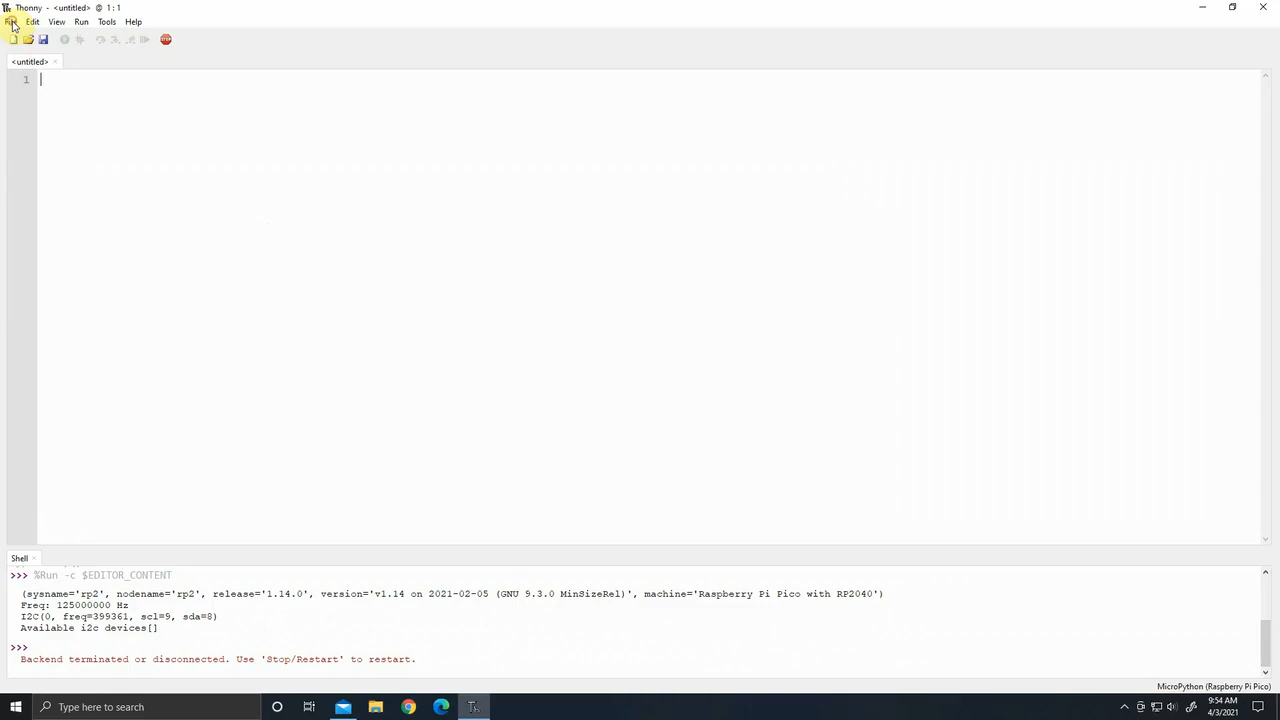 Thonny - <untitled> @ 1:1
File Edit View Run Tools Help
STOP
<untitled>
1
Shell
>>> %Run -c $EDITOR_CONTENT
(sysname='rp2', nodename='rp2', release='1.14.0', version='v1.14 on 2021-02-05 (GNU 9.3.0 MinSizeRel)', machine='Raspberry Pi Pico with RP2040')
Freq: 125000000 Hz
I2C(0, freq=399361, scl=9, sda=8)
Available i2c devices[]
>>>
Backend terminated or disconnected. Use 'Stop/Restart' to restart.
MicroPython (Raspberry Pi Pico)
Type here to search
9:54 AM
4/3/2021